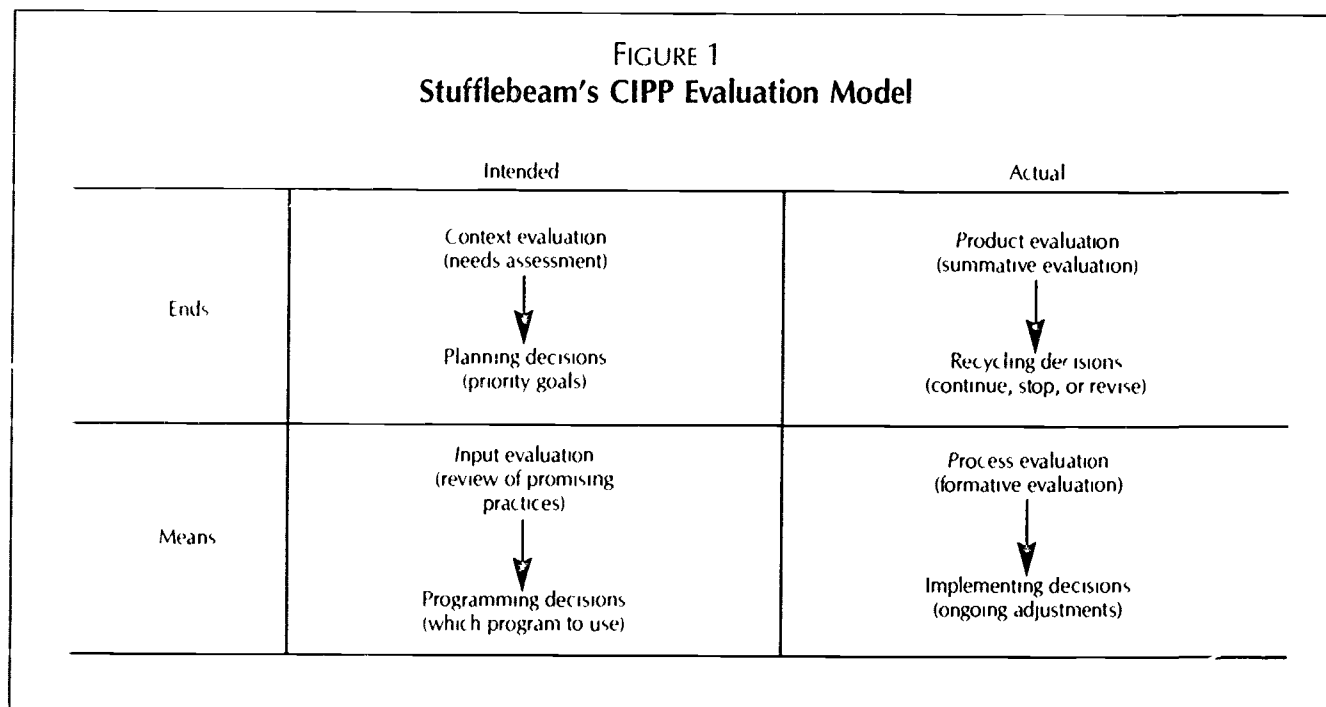 FIGURE 1
Stufflebeam's CIPP Evaluation Model
Intended
Actual
Ends
Context evaluation
(needs assessment)
Planning decisions
(priority goals)
Product evaluation
(summative evaluation)
Recycling decisions
(continue, stop, or revise)
Means
Input evaluation
(review of promising
practices)
Programming decisions
(which program to use)
Process evaluation
(formative evaluation)
Implementing decisions
(ongoing adjustments)